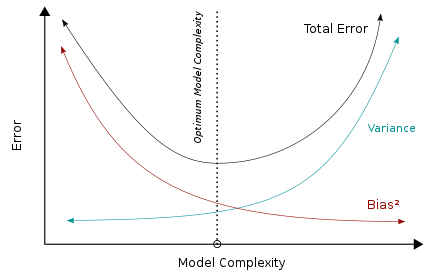 Optimum Model Complexity
Total Error
Variance
Bias²
Error
Model Complexity